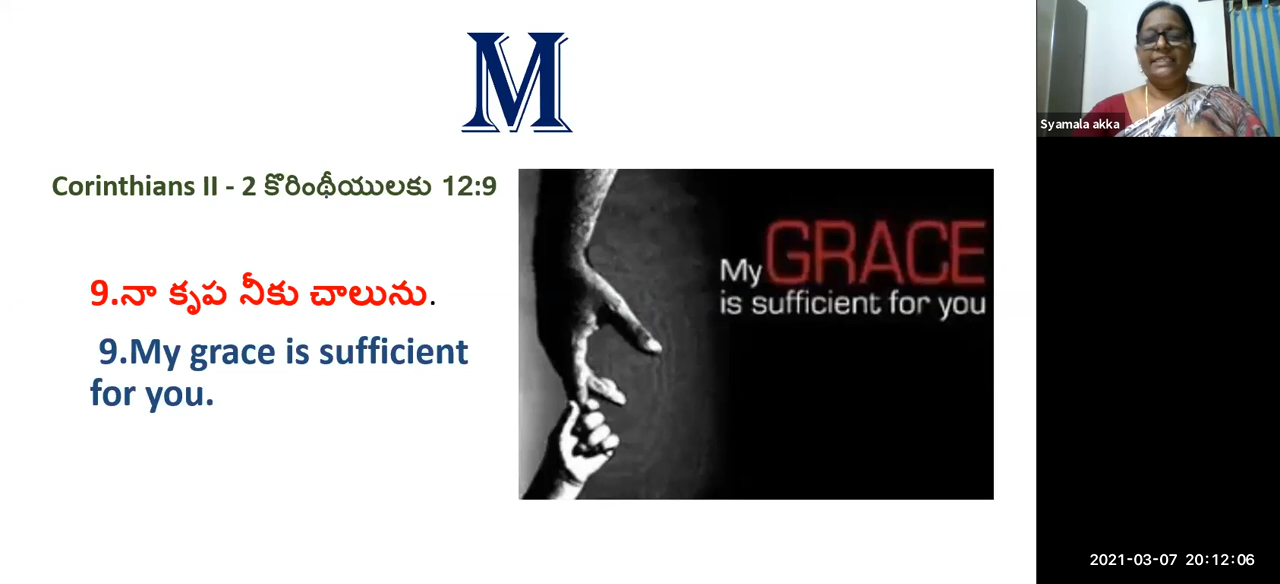 M
Corinthians II - 2 కొరింథీయులకు 12:9
9.నా కృప నీకు చాలును.
9.My grace is sufficient
for you.
My GRACE
is sufficient for you
Syamala akka
2021-03-07 20:12:06